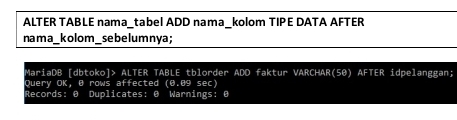 ALTER TABLE nama_tabel ADD nama_kolom TIPE DATA AFTER
nama_kolom_sebelumnya;
MariaDB [dbtoko]> ALTER TABLE tblorder ADD faktur VARCHAR(50) AFTER idpelanggan;
Query OK, 0 rows affected (0.09 sec)
Records: 0  Duplicates: 0  Warnings: 0